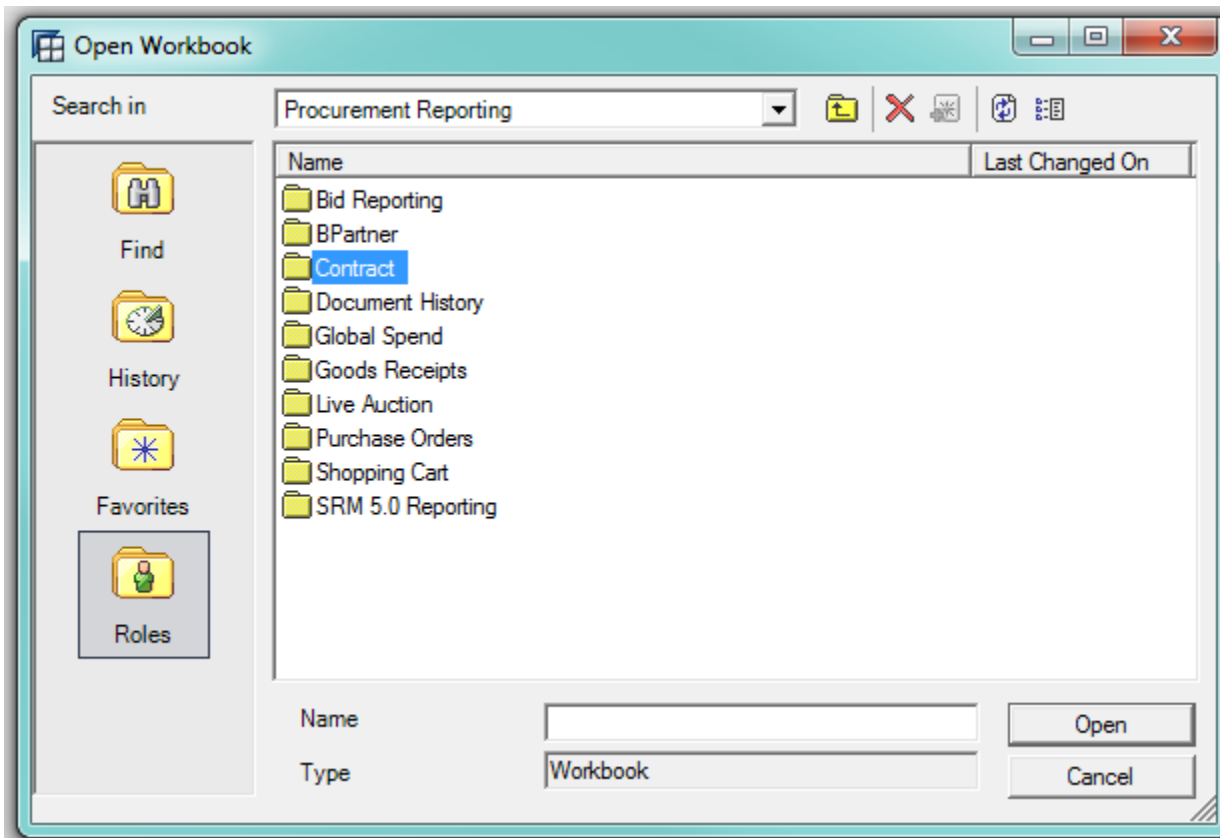 Open Workbook
Search in
Procurement Reporting
Find
History
Favorites
Roles
Name Last Changed On
Bid Reporting
BPartner
Contract
Document History
Global Spend
Goods Receipts
Live Auction
Purchase Orders
Shopping Cart
SRM 5.0 Reporting
Name
Open
Type Workbook
Cancel